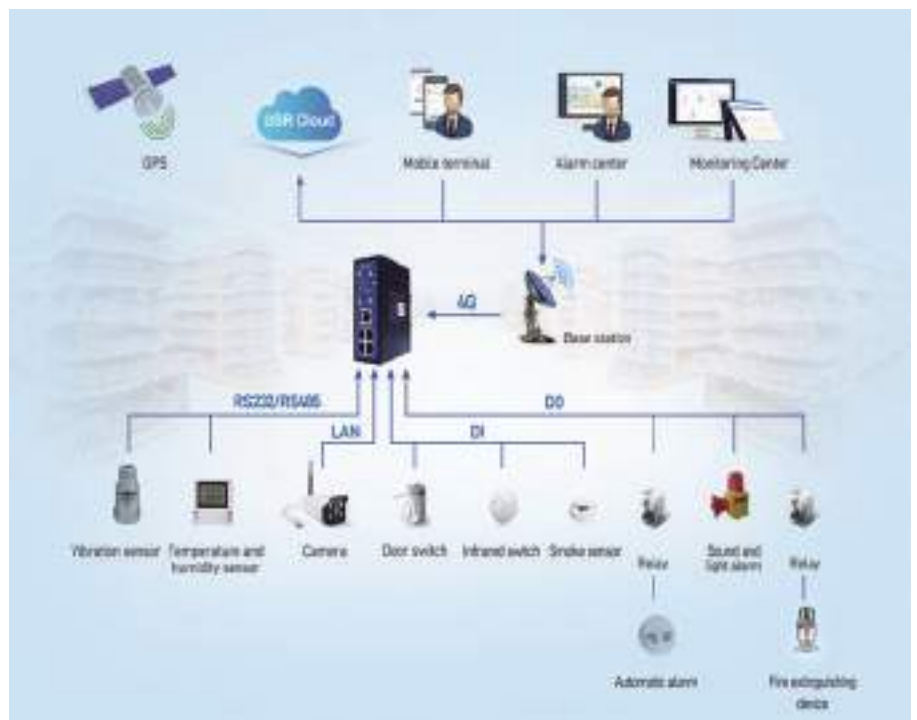 GPS
USR Cloud
Mobile terminal
Alarm center
Monitoring Center
4G
Base station
RS232/RS485
DO
LAN
DI
Vibration sensor
Temperature and
humidity sensor
Camera
Door switch
Infrared switch
Smoke sensor
Relay
Sound and
light alarm
Relay
Automatic alarm
Fire extinguishing
device